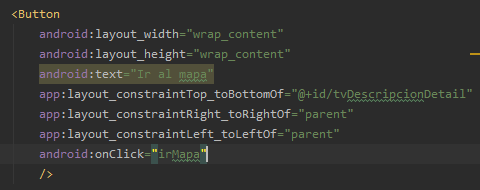 <Button
android:layout_width="wrap_content"
android:layout_height="wrap_content"
android:text="Ir al mapa"
app:layout_constraintTop_toBottomOf="@+id/tvDescripcionDetail"
app:layout_constraintRight_toRightOf="parent"
app:layout_constraintLeft_toLeftOf="parent"
android:onClick="irMapa"
/>